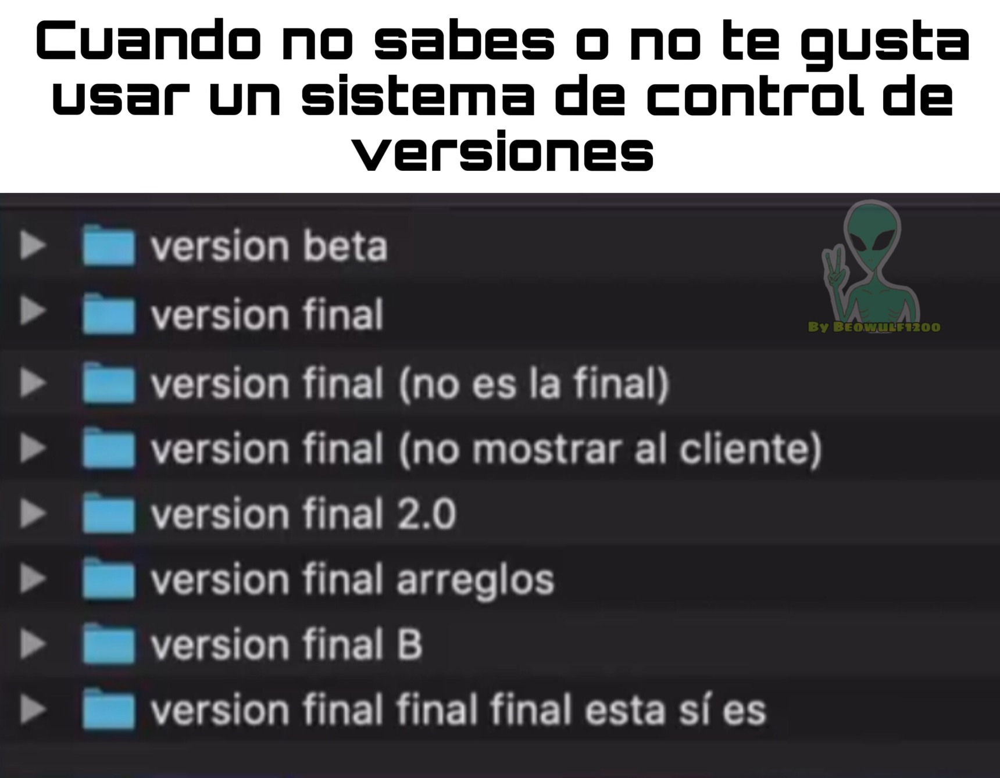 Cuando no sabes o no te gusta
usar un sistema de control de
versiones
version beta
version final
By Beowulf1200
version final (no es la final)
version final (no mostrar al cliente)
version final 2.0
version final arreglos
version final B
version final final final esta sí es